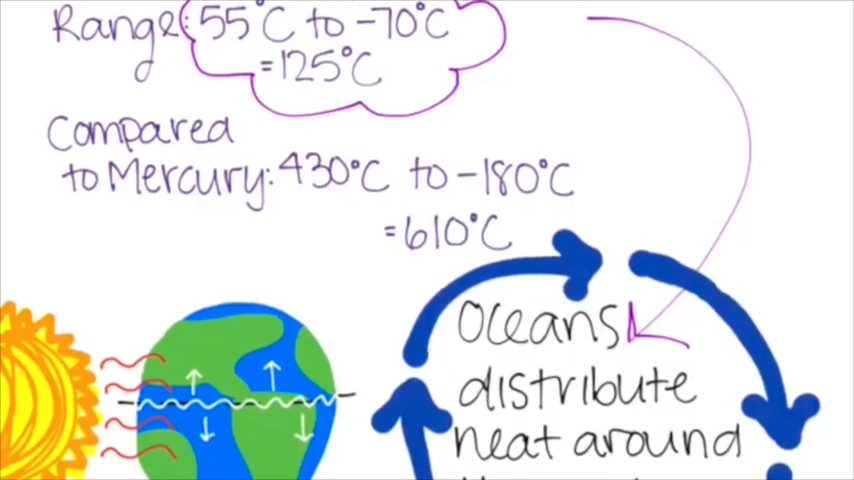 Range: 55°C to -70°C
=125°C
Compared
to Mercury: 430°C to -180°C
=610°C
Oceans
distribute
heat around